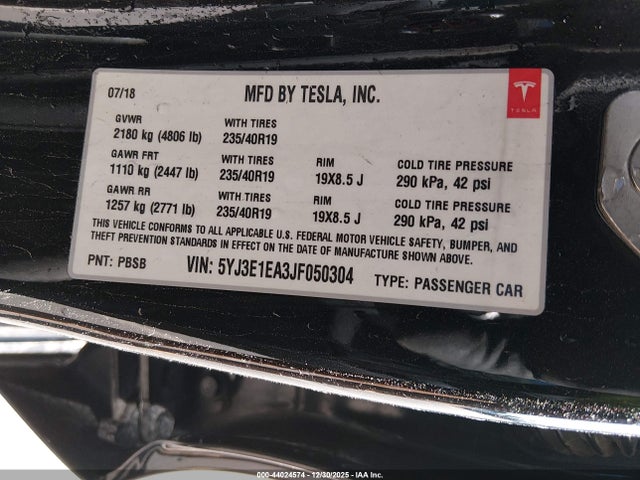 07/18 MFD BY TESLA, INC.
TESLA
GVWR WITH TIRES
2180 kg (4806 lb) 235/40R19
GAWR FRT WITH TIRES RIM COLD TIRE PRESSURE
1110 kg (2447 lb) 235/40R19 19X8.5 J 290 kPa, 42 psi
GAWR RR WITH TIRES RIM COLD TIRE PRESSURE
1257 kg (2771 lb) 235/40R19 19X8.5 J 290 kPa, 42 psi
THIS VEHICLE CONFORMS TO ALL APPLICABLE U.S. FEDERAL MOTOR VEHICLE SAFETY, BUMPER, AND
THEFT PREVENTION STANDARDS IN EFFECT ON THE DATE OF MANUFACTURE SHOWN ABOVE.
PNT: PBSB VIN: 5YJ3E1EA3JF050304 TYPE: PASSENGER CAR
000-44024574 - 12/30/2025 - IAA Inc.